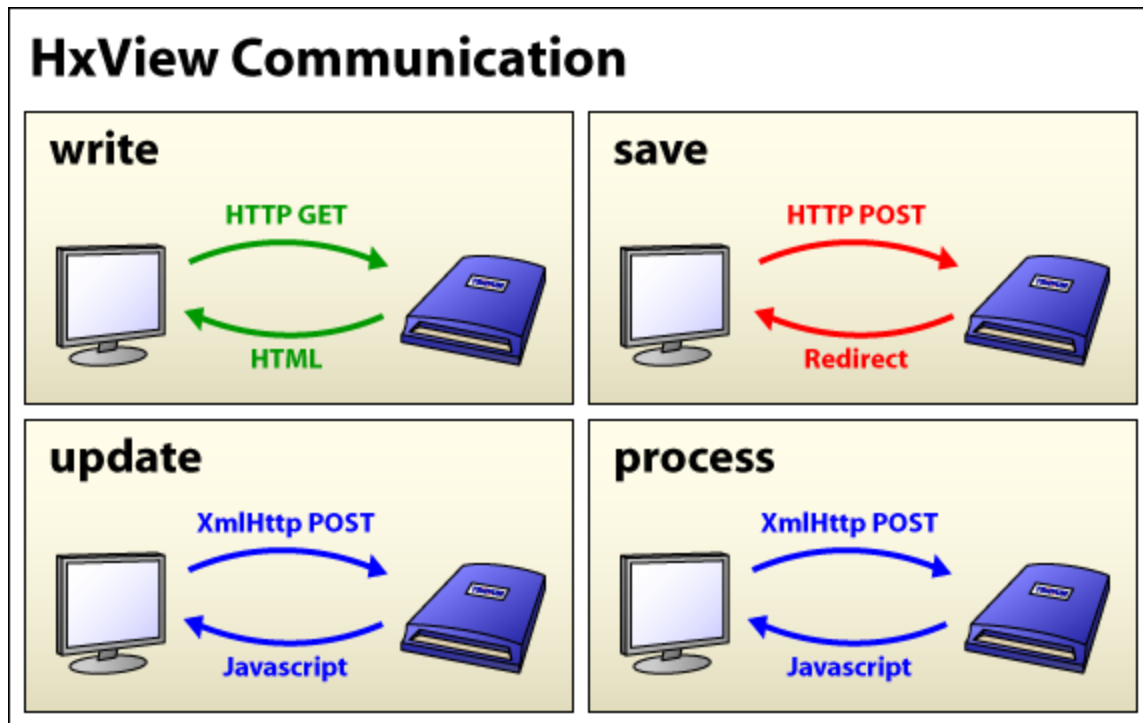 HxView Communication
write
HTTP GET
HTML
save
HTTP POST
Redirect
update
XmlHttp POST
Javascript
process
XmlHttp POST
Javascript